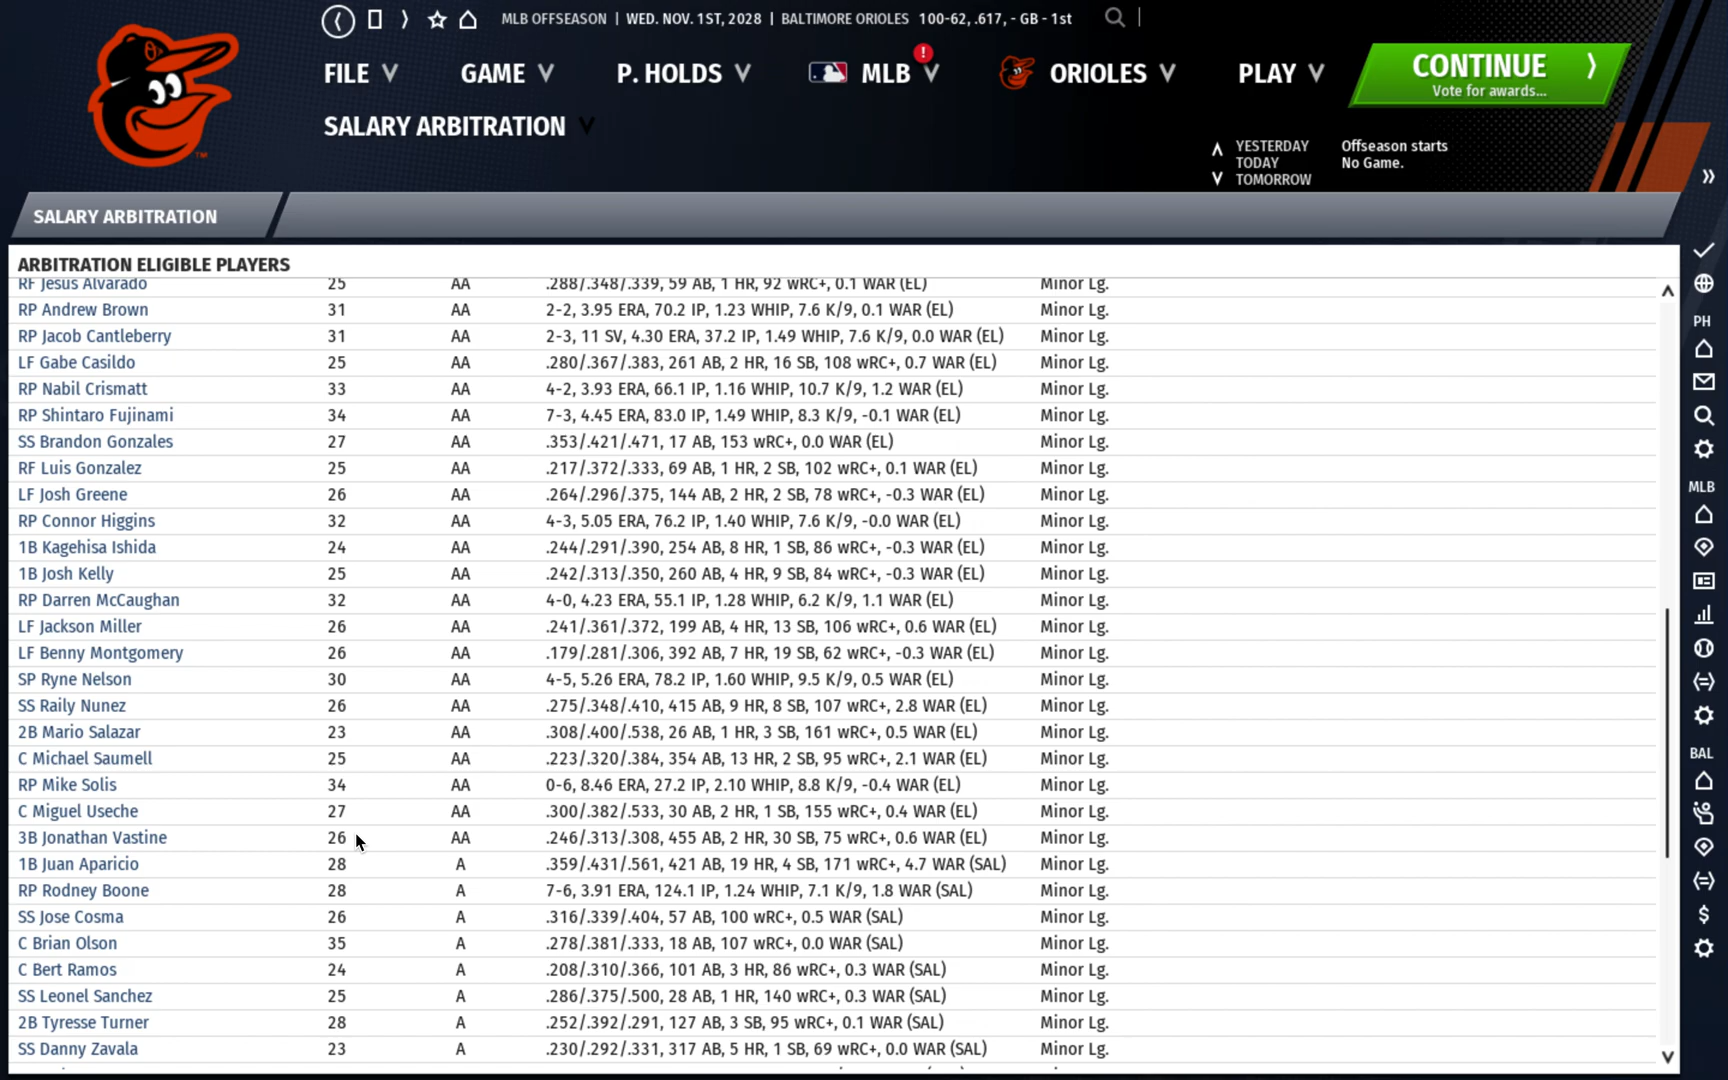 MLB OFFSEASON | WED. NOV. 1ST, 2028 | BALTIMORE ORIOLES 100-62, .617, - GB - 1st
FILE GAME P. HOLDS MLB ! ORIOLES PLAY
CONTINUE
Vote for awards...
SALARY ARBITRATION
YESTERDAY
TODAY
TOMORROW
Offseason starts
No Game.
SALARY ARBITRATION
ARBITRATION ELIGIBLE PLAYERS
RF Jesus Alvarado 25 AA .288/.348/.339, 59 AB, 1 HR, 92 wRC+, 0.1 WAR (EL) Minor Lg.
RP Andrew Brown 31 AA 2-2, 3.95 ERA, 70.2 IP, 1.23 WHIP, 7.6 K/9, 0.1 WAR (EL) Minor Lg.
RP Jacob Cantleberry 31 AA 2-3, 11 SV, 4.30 ERA, 37.2 IP, 1.49 WHIP, 7.6 K/9, 0.0 WAR (EL) Minor Lg.
LF Gabe Casildo 25 AA .280/.367/.383, 261 AB, 2 HR, 16 SB, 108 wRC+, 0.7 WAR (EL) Minor Lg.
RP Nabil Crismatt 33 AA 4-2, 3.93 ERA, 66.1 IP, 1.16 WHIP, 10.7 K/9, 1.2 WAR (EL) Minor Lg.
RP Shintaro Fujinami 34 AA 7-3, 4.45 ERA, 83.0 IP, 1.49 WHIP, 8.3 K/9, -0.1 WAR (EL) Minor Lg.
SS Brandon Gonzales 27 AA .353/.421/.471, 17 AB, 153 wRC+, 0.0 WAR (EL) Minor Lg.
RF Luis Gonzalez 25 AA .217/.372/.333, 69 AB, 1 HR, 2 SB, 102 wRC+, 0.1 WAR (EL) Minor Lg.
LF Josh Greene 26 AA .264/.296/.375, 144 AB, 2 HR, 2 SB, 78 wRC+, -0.3 WAR (EL) Minor Lg.
RP Connor Higgins 32 AA 4-3, 5.05 ERA, 76.2 IP, 1.40 WHIP, 7.6 K/9, -0.0 WAR (EL) Minor Lg.
1B Kagehisa Ishida 24 AA .244/.291/.390, 254 AB, 8 HR, 1 SB, 86 wRC+, -0.3 WAR (EL) Minor Lg.
1B Josh Kelly 25 AA .242/.313/.350, 260 AB, 4 HR, 9 SB, 84 wRC+, -0.3 WAR (EL) Minor Lg.
RP Darren McCaughan 32 AA 4-0, 4.23 ERA, 55.1 IP, 1.28 WHIP, 6.2 K/9, 1.1 WAR (EL) Minor Lg.
LF Jackson Miller 26 AA .241/.361/.372, 199 AB, 4 HR, 13 SB, 106 wRC+, 0.6 WAR (EL) Minor Lg.
LF Benny Montgomery 26 AA .179/.281/.306, 392 AB, 7 HR, 19 SB, 62 wRC+, -0.3 WAR (EL) Minor Lg.
SP Ryne Nelson 30 AA 4-5, 5.26 ERA, 78.2 IP, 1.60 WHIP, 9.5 K/9, 0.5 WAR (EL) Minor Lg.
SS Raily Nunez 26 AA .275/.348/.410, 415 AB, 9 HR, 8 SB, 107 wRC+, 2.8 WAR (EL) Minor Lg.
2B Mario Salazar 23 AA .308/.400/.538, 26 AB, 1 HR, 3 SB, 161 wRC+, 0.5 WAR (EL) Minor Lg.
C Michael Saumell 25 AA .223/.320/.384, 354 AB, 13 HR, 2 SB, 95 wRC+, 2.1 WAR (EL) Minor Lg.
RP Mike Solis 34 AA 0-6, 8.46 ERA, 27.2 IP, 2.10 WHIP, 8.8 K/9, -0.4 WAR (EL) Minor Lg.
C Miguel Useche 27 AA .300/.382/.533, 30 AB, 2 HR, 1 SB, 155 wRC+, 0.4 WAR (EL) Minor Lg.
3B Jonathan Vastine 26 AA .246/.313/.308, 455 AB, 2 HR, 30 SB, 75 wRC+, 0.6 WAR (EL) Minor Lg.
1B Juan Aparicio 28 A .359/.431/.561, 421 AB, 19 HR, 4 SB, 171 wRC+, 4.7 WAR (SAL) Minor Lg.
RP Rodney Boone 28 A 7-6, 3.91 ERA, 124.1 IP, 1.24 WHIP, 7.1 K/9, 1.8 WAR (SAL) Minor Lg.
SS Jose Cosma 26 A .316/.339/.404, 57 AB, 100 wRC+, 0.5 WAR (SAL) Minor Lg.
C Brian Olson 35 A .278/.381/.333, 18 AB, 107 wRC+, 0.0 WAR (SAL) Minor Lg.
C Bert Ramos 24 A .208/.310/.366, 101 AB, 3 HR, 86 wRC+, 0.3 WAR (SAL) Minor Lg.
SS Leonel Sanchez 25 A .286/.375/.500, 28 AB, 1 HR, 140 wRC+, 0.3 WAR (SAL) Minor Lg.
2B Tyresse Turner 28 A .252/.392/.291, 127 AB, 3 SB, 95 wRC+, 0.1 WAR (SAL) Minor Lg.
SS Danny Zavala 23 A .230/.292/.331, 317 AB, 5 HR, 1 SB, 69 wRC+, 0.0 WAR (SAL) Minor Lg.
PH
MLB
BAL
$